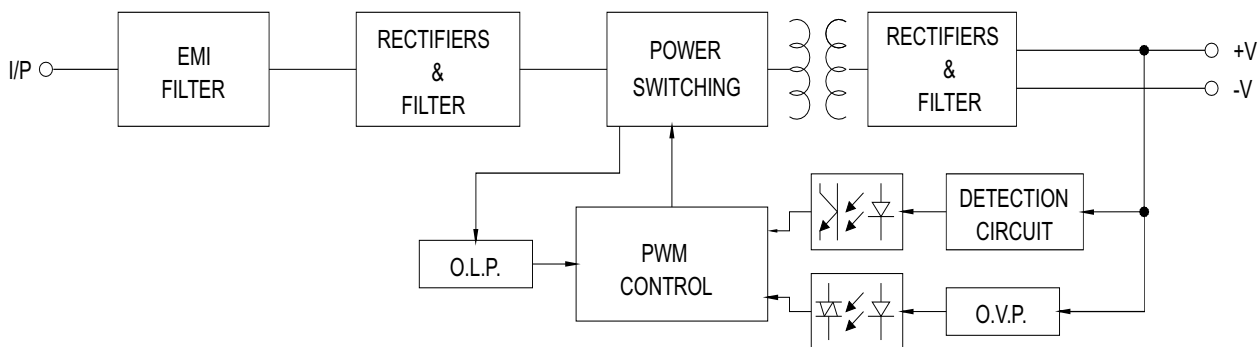 I/P
EMI
FILTER
RECTIFIERS
&
FILTER
POWER
SWITCHING
RECTIFIERS
&
FILTER
+V
-V
O.L.P.
PWM
CONTROL
DETECTION
CIRCUIT
O.V.P.